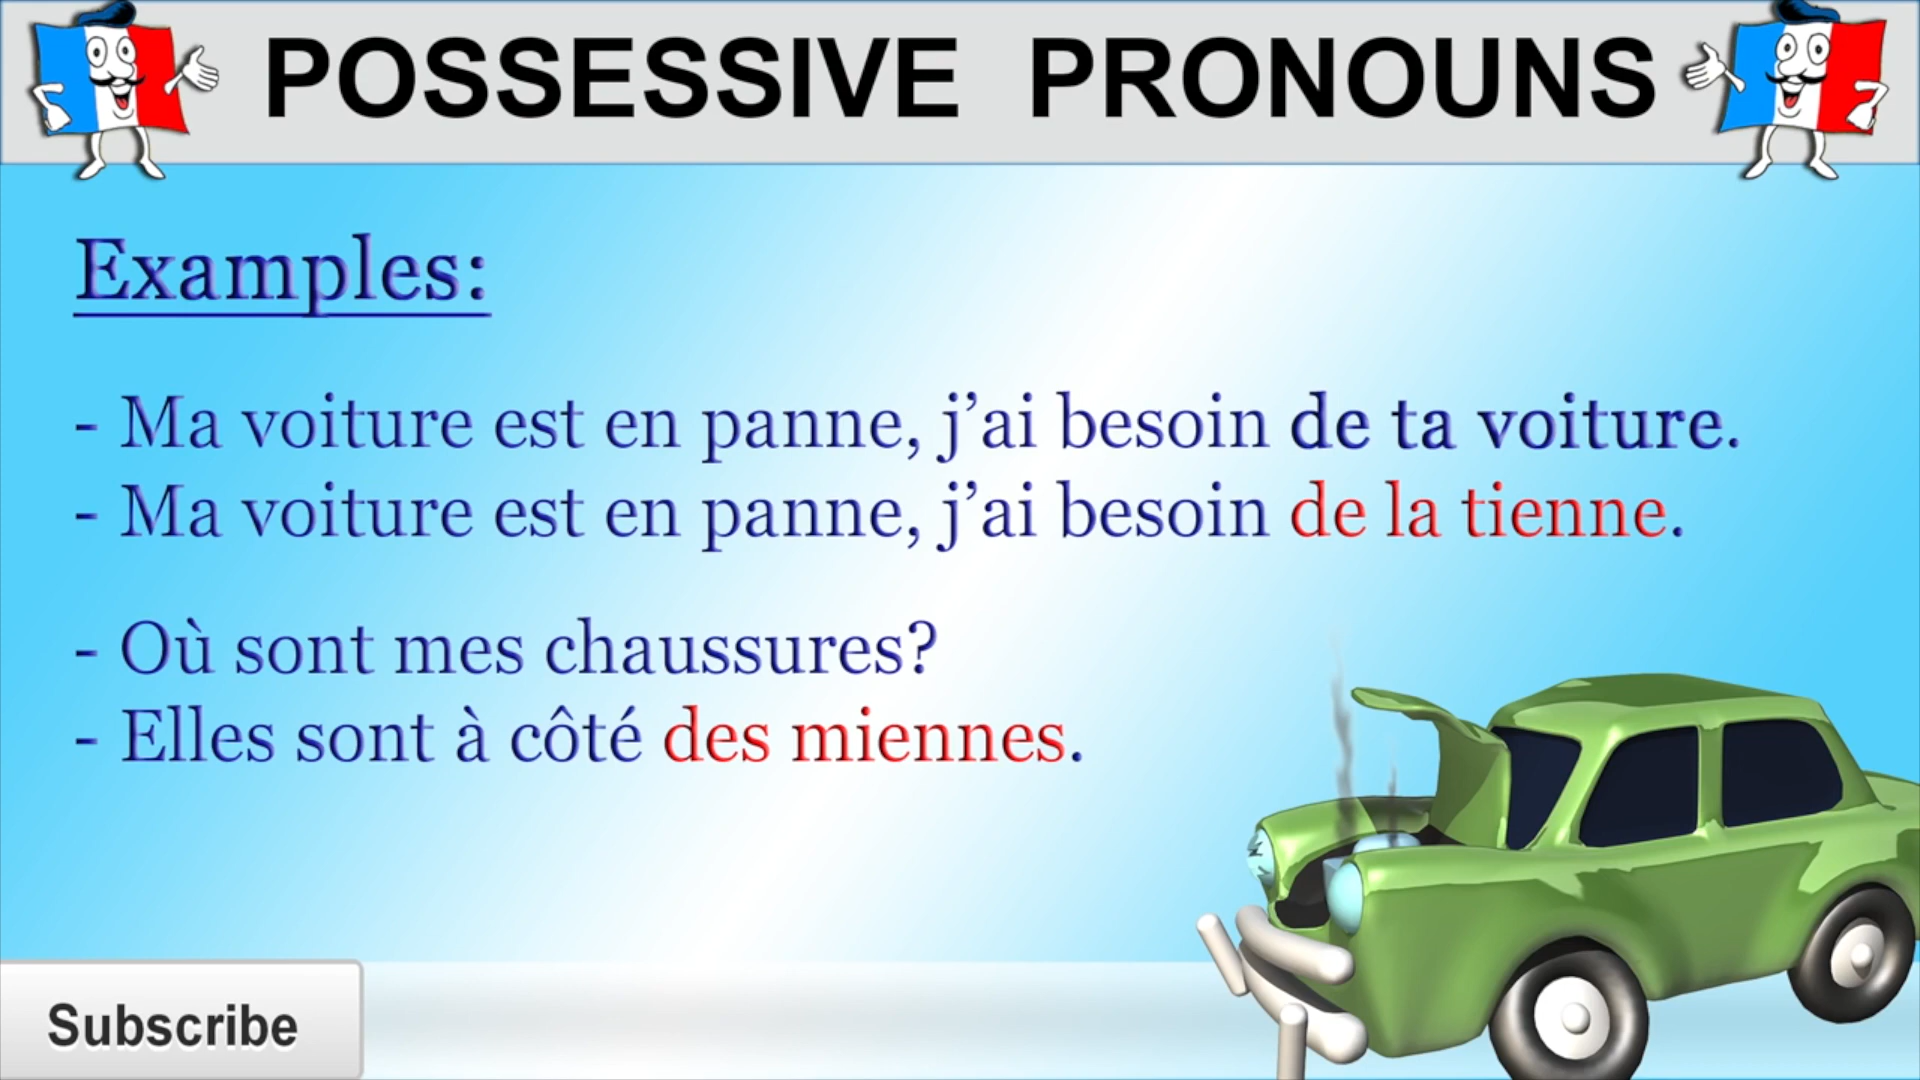 POSSESSIVE PRONOUNS
Examples:
- Ma voiture est en panne, j’ai besoin de ta voiture.
- Ma voiture est en panne, j’ai besoin de la tienne.
- Où sont mes chaussures?
- Elles sont à côté des miennes.
Subscribe